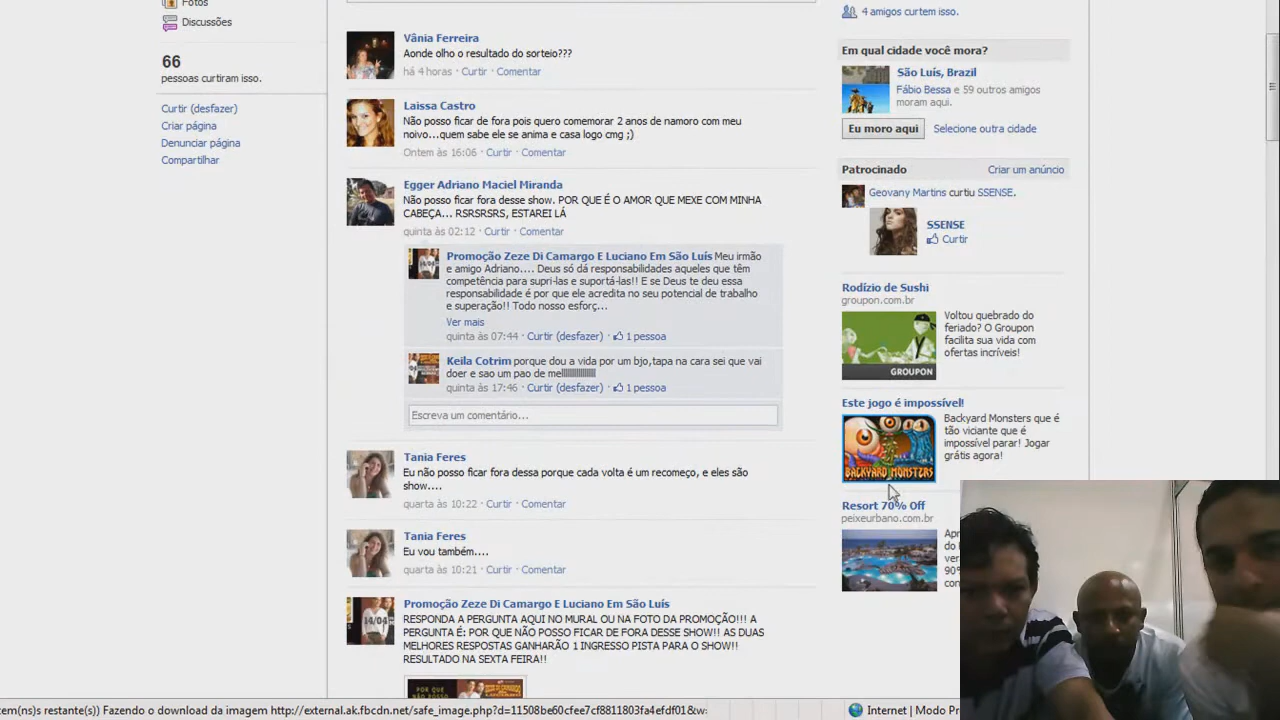 Fotos
Discussões
66
pessoas curtiram isso.
Curtir (desfazer)
Criar página
Denunciar página
Compartilhar
Vânia Ferreira
Aonde olho o resultado do sorteio???
há 4 horas · Curtir · Comentar
Laissa Castro
Não posso ficar de fora pois quero comemorar 2 anos de namoro com meu
noivo...quem sabe ele se anima e casa logo cmg ;)
Ontem às 16:06 · Curtir · Comentar
Egger Adriano Maciel Miranda
Não posso ficar fora desse show. POR QUE É O AMOR QUE MEXE COM MINHA
CABEÇA... RSRSRSRS, ESTAREI LÁ
quinta às 02:12 · Curtir · Comentar
Promoção Zeze Di Camargo E Luciano Em São Luís Meu irmão
e amigo Adriano.... Deus só dá responsabilidades aqueles que têm
competência para supri-las e suportá-las!! E se Deus te deu essa
responsabilidade é por que ele acredita no seu potencial de trabalho
e superação!! Todo nosso esforç...
Ver mais
quinta às 07:44 · Curtir (desfazer) · 1 pessoa
Keila Cotrim porque dou a vida por um bjo,tapa na cara sei que vai
doer e sao um pao de mellllllllllllllll
quinta às 17:46 · Curtir (desfazer) · 1 pessoa
Escreva um comentário...
Tania Feres
Eu não posso ficar fora dessa porque cada volta é um recomeço, e eles são
show....
quarta às 10:22 · Curtir · Comentar
Tania Feres
Eu vou também....
quarta às 10:21 · Curtir · Comentar
14/04
Promoção Zeze Di Camargo E Luciano Em São Luís
RESPONDA A PERGUNTA AQUI NO MURAL OU NA FOTO DA PROMOÇÃO!!! A
PERGUNTA É: POR QUE NÃO POSSO FICAR DE FORA DESSE SHOW!! AS DUAS
MELHORES RESPOSTAS GANHARÃO 1 INGRESSO PISTA PARA O SHOW!!
RESULTADO NA SEXTA FEIRA!!
POR QUE
NÃO POSSO
4 amigos curtem isso.
Em qual cidade você mora?
São Luís, Brazil
Fábio Bessa e 59 outros amigos
moram aqui.
Eu moro aqui Selecione outra cidade
Patrocinado Criar um anúncio
Geovany Martins curtiu SSENSE.
SSENSE
Curtir
Rodízio de Sushi
groupon.com.br
Voltou quebrado do
feriado? O Groupon
facilita sua vida com
ofertas incríveis!
GROUPON
Este jogo é impossível!
Backyard Monsters que é
tão viciante que é
impossível parar! Jogar
grátis agora!
BACKYARD MONSTERS
Resort 70% Off
peixeurbano.com.br
tem(ns)s restante(s)) Fazendo o download da imagem http://external.ak.fbcdn.net/safe_image.php?d=11508be60cfee7cf8811803fa4efdf01&w:
Internet | Modo Pr